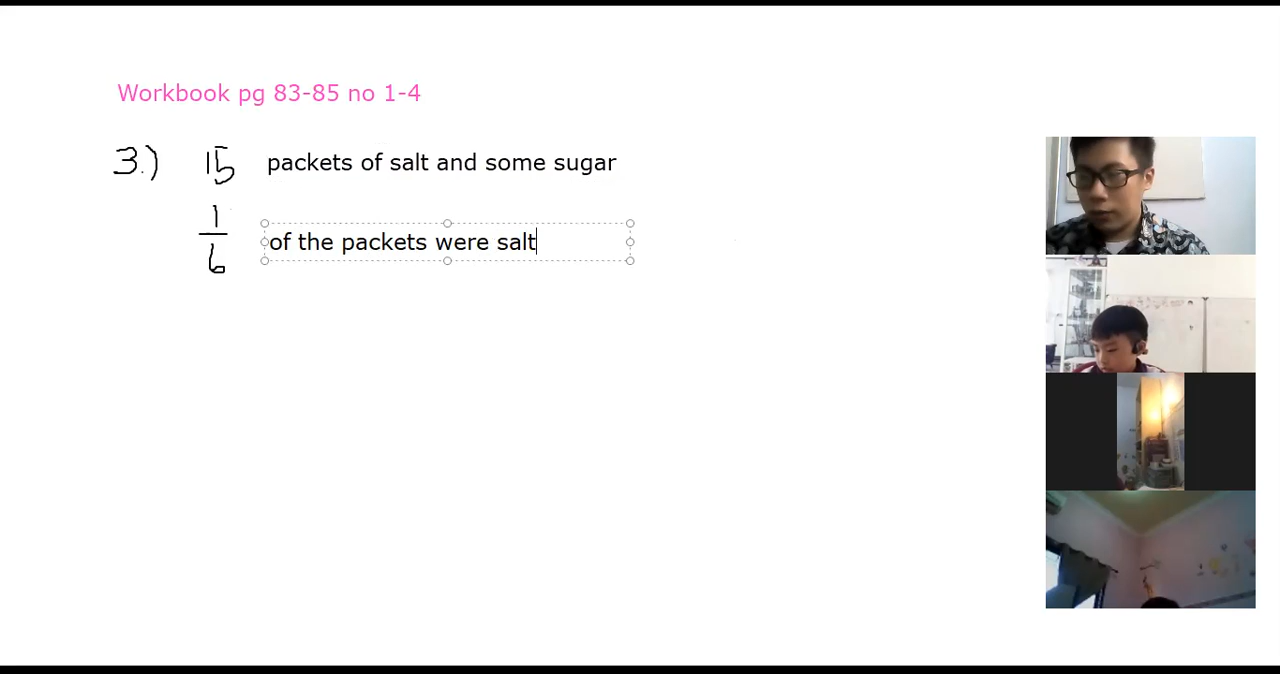 Workbook pg 83-85 no 1-4
3.) 15 packets of salt and some sugar
1/6 of the packets were salt